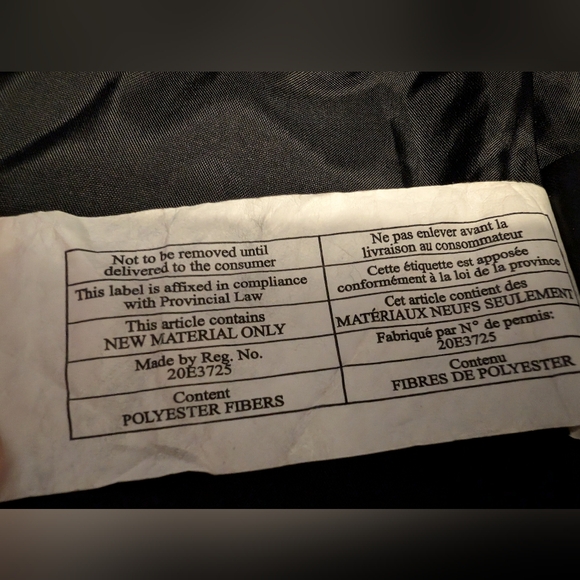 Not to be removed until
delivered to the consumer
This label is affixed in compliance
with Provincial Law
This article contains
NEW MATERIAL ONLY
Made by Reg. No.
20E3725
Content
POLYESTER FIBERS
Ne pas enlever avant la
livraison au consommateur
Cette étiquette est apposée
conformément à la loi de la province
Cet article contient des
MATÉRIAUX NEUFS SEULEMENT
Fabriqué par N° de permis:
20E3725
Contenu
FIBRES DE POLYESTER